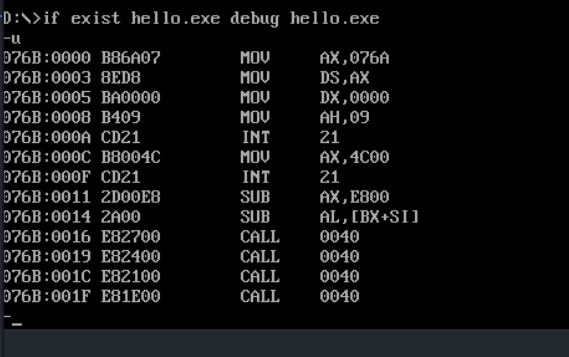 D:\>if exist hello.exe debug hello.exe
-u
076B:0000 B86A07 MOV AX,076A
076B:0003 8ED8 MOV DS,AX
076B:0005 BA0000 MOV DX,0000
076B:0008 B409 MOV AH,09
076B:000A CD21 INT 21
076B:000C B8004C MOV AX,4C00
076B:000F CD21 INT 21
076B:0011 2D00E8 SUB AX,E800
076B:0014 2A00 SUB AL,[BX+SI]
076B:0016 E82700 CALL 0040
076B:0019 E82400 CALL 0040
076B:001C E82100 CALL 0040
076B:001F E81E00 CALL 0040
-_